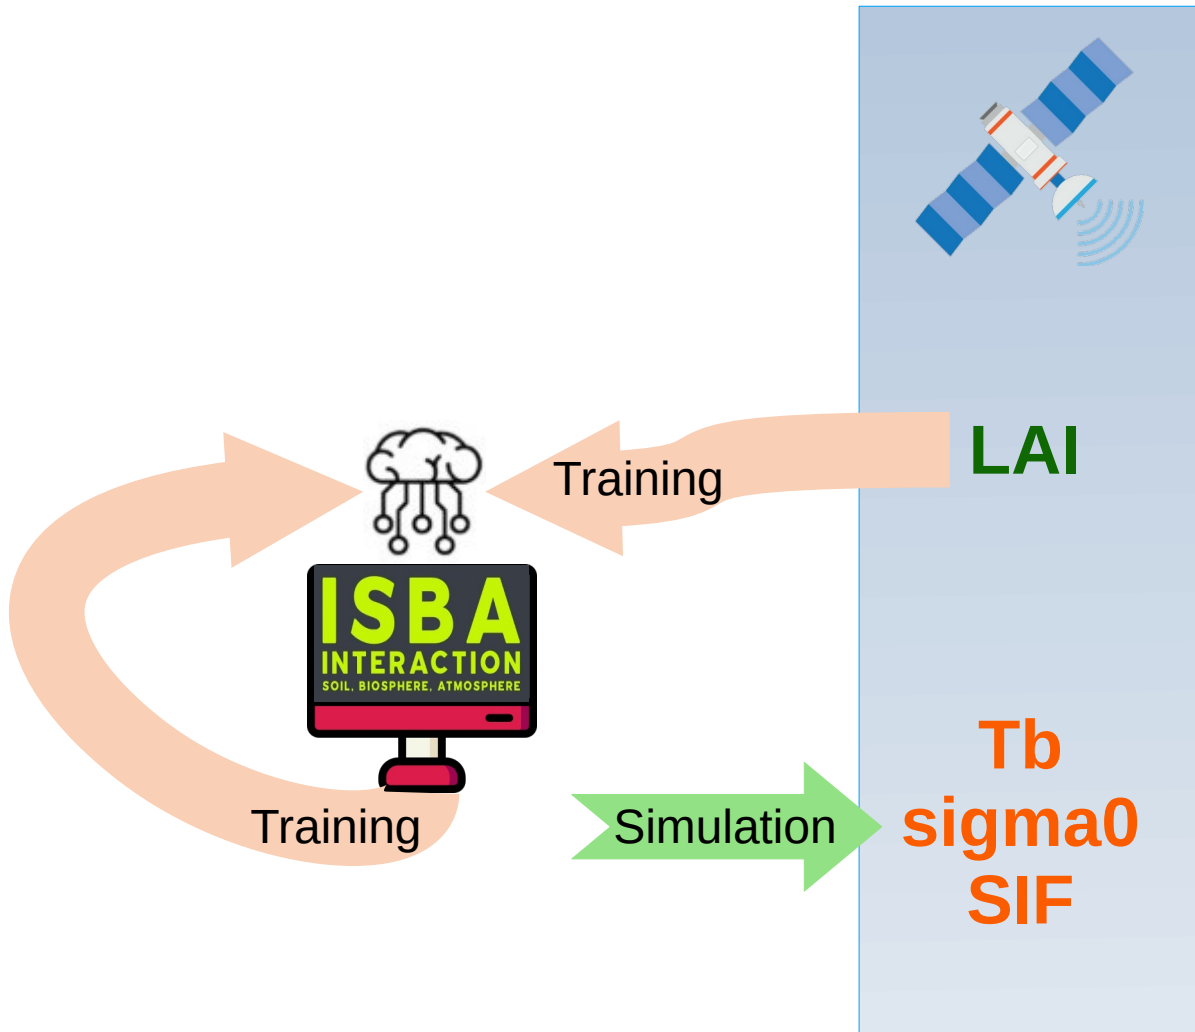 LAI
Training
ISBA
INTERACTION
SOIL, BIOSPHERE, ATMOSPHERE
Training
Simulation
Tb
sigma0
SIF